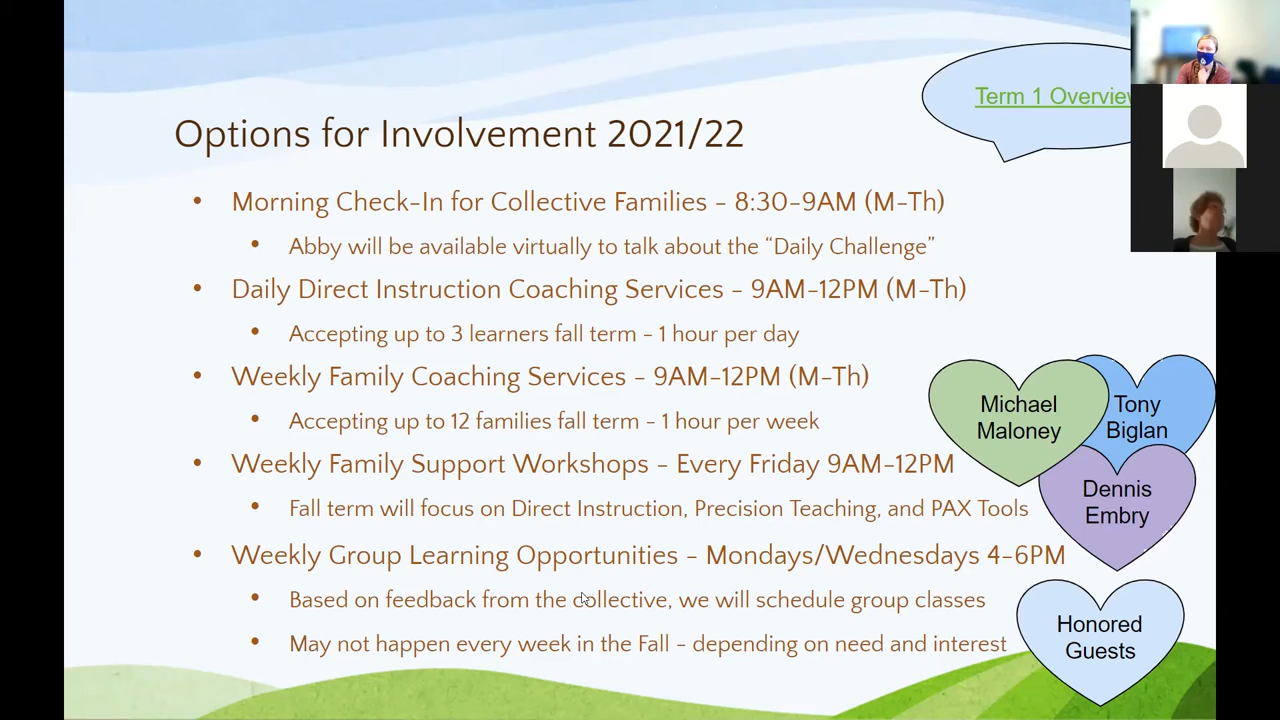 Term 1 Overview
Options for Involvement 2021/22
• Morning Check-In for Collective Families - 8:30-9AM (M-Th)
• Abby will be available virtually to talk about the “Daily Challenge”
• Daily Direct Instruction Coaching Services - 9AM-12PM (M-Th)
• Accepting up to 3 learners fall term - 1 hour per day
• Weekly Family Coaching Services - 9AM-12PM (M-Th)
• Accepting up to 12 families fall term - 1 hour per week
• Weekly Family Support Workshops - Every Friday 9AM-12PM
• Fall term will focus on Direct Instruction, Precision Teaching, and PAX Tools
• Weekly Group Learning Opportunities - Mondays/Wednesdays 4-6PM
• Based on feedback from the collective, we will schedule group classes
• May not happen every week in the Fall - depending on need and interest
Michael
Maloney
Tony
Biglan
Dennis
Embry
Honored
Guests